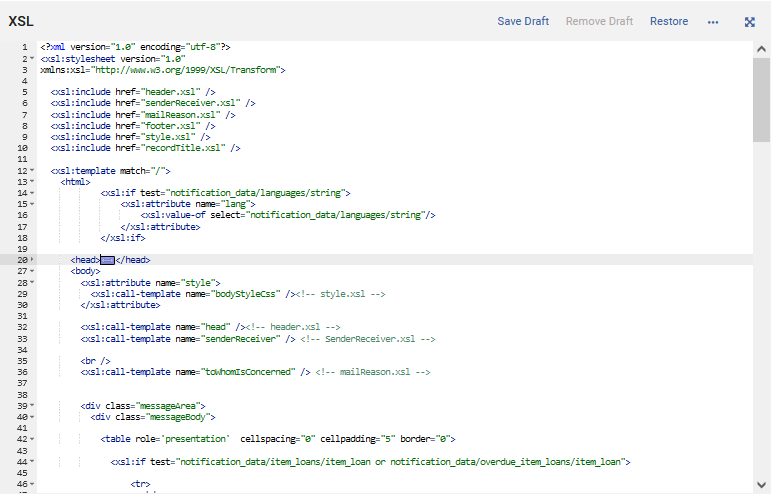 XSL Save Draft Remove Draft Restore ...
1 <?xml version="1.0" encoding="utf-8"?>
2 <xsl:stylesheet version="1.0"
3 xmlns:xsl="http://www.w3.org/1999/XSL/Transform">
4
5 <xsl:include href="header.xsl" />
6 <xsl:include href="senderReceiver.xsl" />
7 <xsl:include href="mailReason.xsl" />
8 <xsl:include href="footer.xsl" />
9 <xsl:include href="style.xsl" />
10 <xsl:include href="recordTitle.xsl" />
11
12 <xsl:template match="/">
13 <html>
14 <xsl:if test="notification_data/languages/string">
15 <xsl:attribute name="lang">
16 <xsl:value-of select="notification_data/languages/string"/>
17 </xsl:attribute>
18 </xsl:if>
19
20 <head></head>
27 <body>
28 <xsl:attribute name="style">
29 <xsl:call-template name="bodyStyleCss" /><!-- style.xsl -->
30 </xsl:attribute>
31
32 <xsl:call-template name="head" /><!-- header.xsl -->
33 <xsl:call-template name="senderReceiver" /> <!-- SenderReceiver.xsl -->
34
35 <br />
36 <xsl:call-template name="toWhomIsConcerned" /> <!-- mailReason.xsl -->
37
38
39 <div class="messageArea">
40 <div class="messageBody">
41
42 <table role='presentation' cellspacing="0" cellpadding="5" border="0">
43
44 <xsl:if test="notification_data/item_loans/item_loan or notification_data/overdue_item_loans/item_loan">
45
46 <tr>